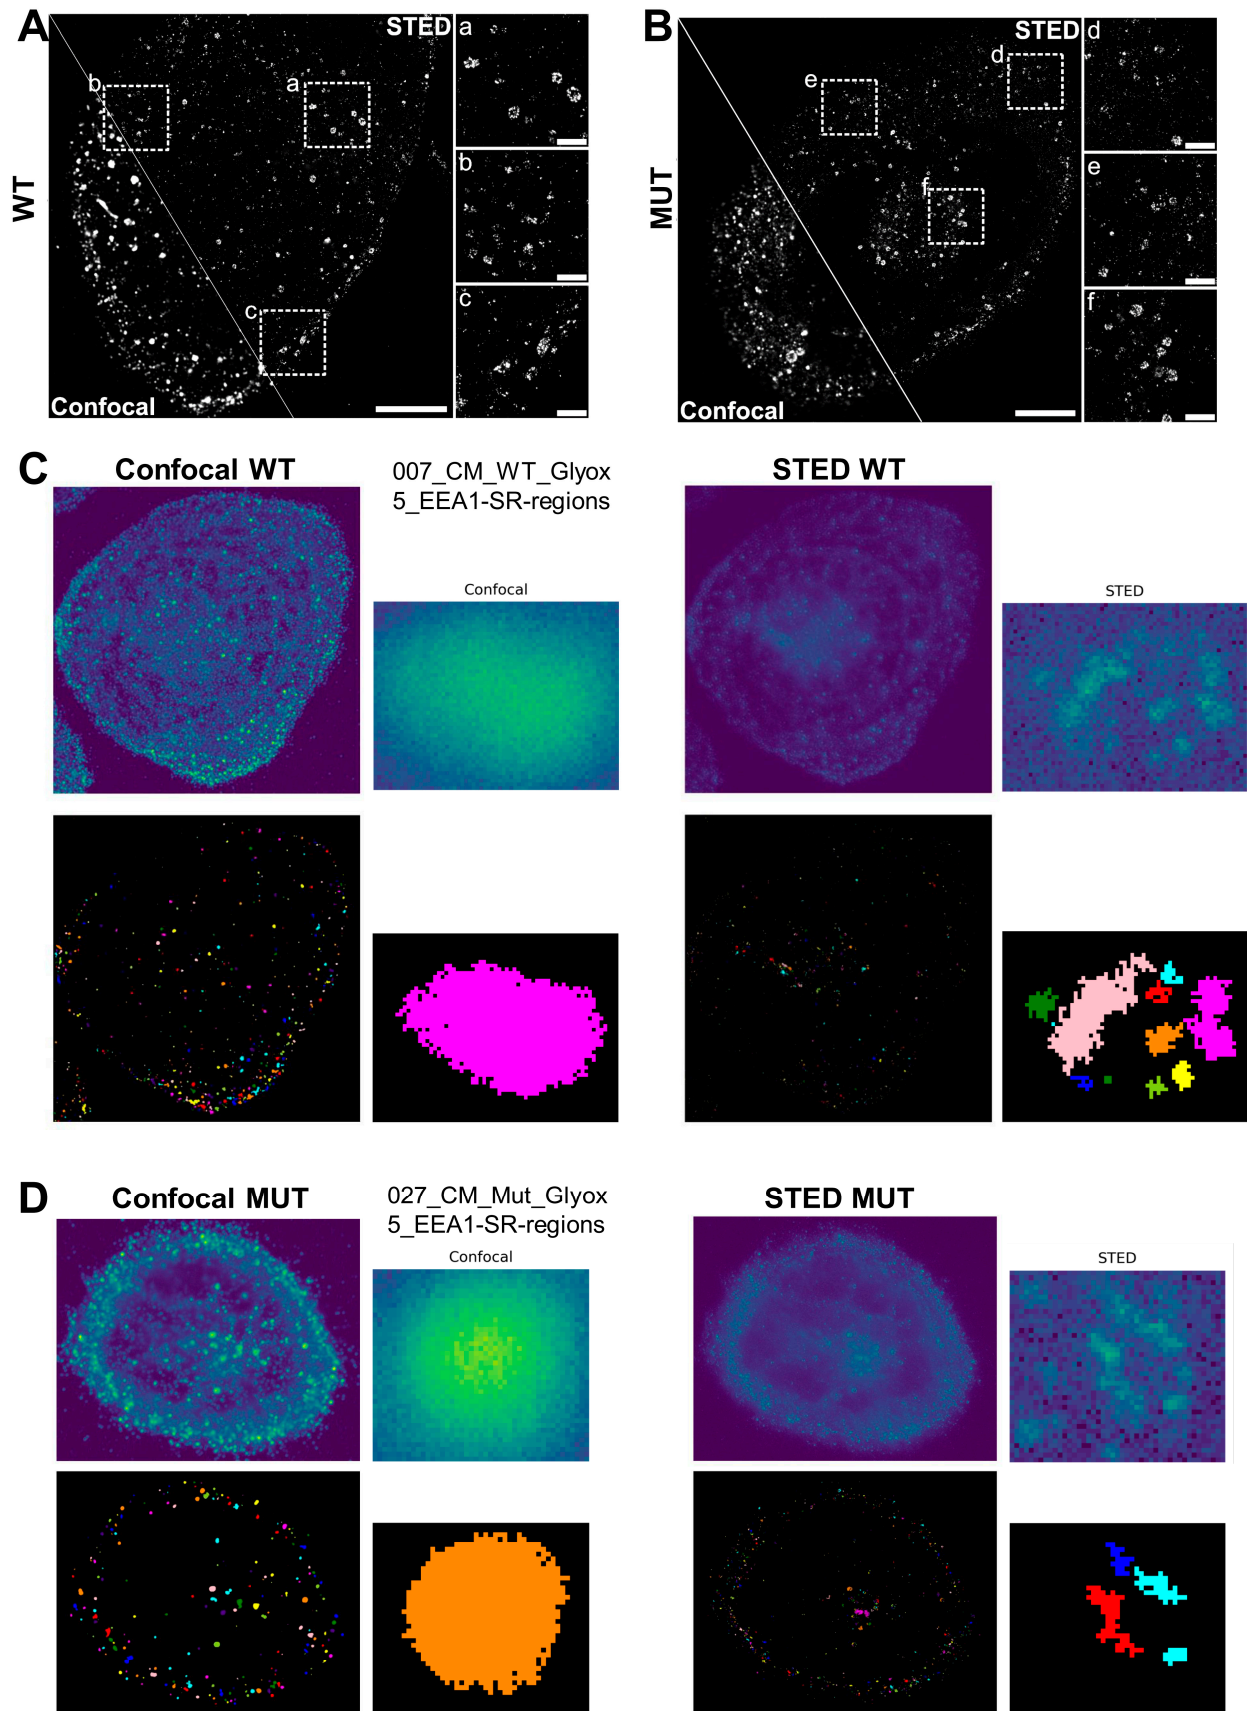 A
STED
WT
b
a
c
Confocal
a
b
c
B
STED
MUT
e
d
f
Confocal
d
e
f
C
Confocal WT
007_CM_WT_Glyox
5_EEA1-SR-regions
Confocal
STED WT
STED
D
Confocal MUT
027_CM_Mut_Glyox
5_EEA1-SR-regions
Confocal
STED MUT
STED